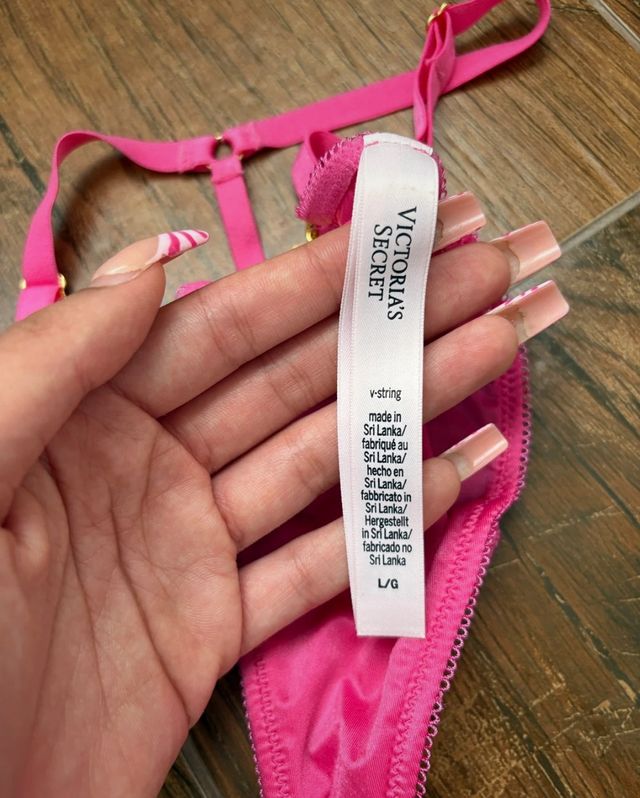 VICTORIA'S
SECRET
v-string
made in
Sri Lanka/
fabriqué au
Sri Lanka/
hecho en
Sri Lanka/
fabbricato in
Sri Lanka/
Hergestellt
in Sri Lanka/
fabricado no
Sri Lanka
L/G